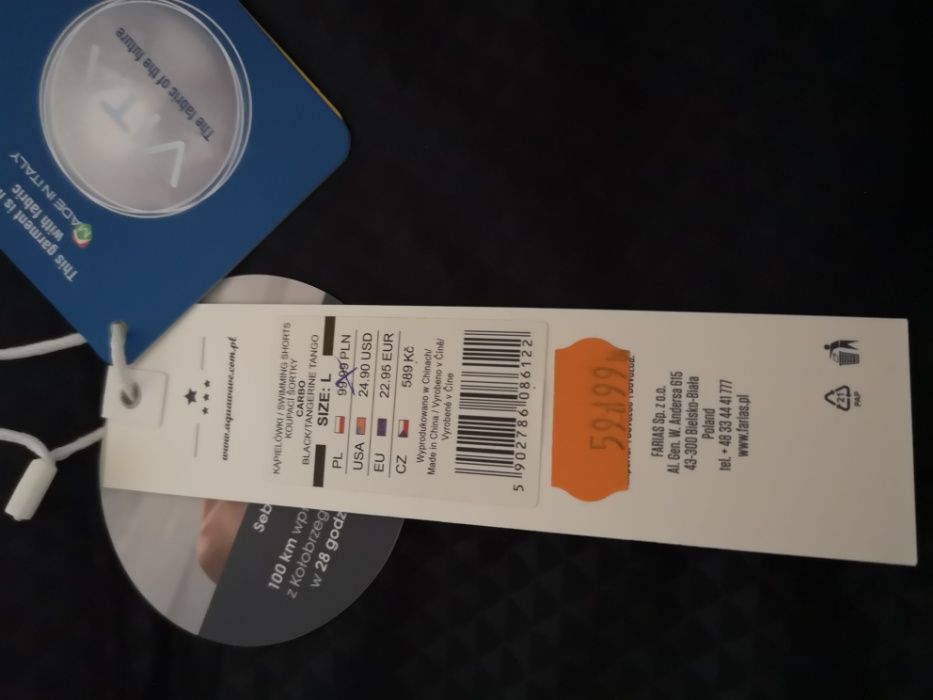 VITA
The fabric of the future
This garment is
with fabric
MADE IN ITALY
www.aquawave.com.pl
KĄPIELÓWKI / SWIMMING SHORTS
KOUPACÍ ŠORTKY
CARBO
BLACK/TANGERINE TANGO
SIZE: L
PL 99.99 PLN
USA 24.90 USD
EU 22.95 EUR
CZ 589 Kč
Wyprodukowano w Chinach/
Made in China / Vyrobeno v Číně/
Vyrobené v Číne
5 902786 086122
59,99
FARIAS Sp. z o.o.
Al. Gen. W. Andersa 615
43-300 Bielsko-Biała
Poland
tel. + 48 33 44 41 777
www.farias.pl
21
PAP
Seb
100 km
z Kołobrzeg
w 28 godz